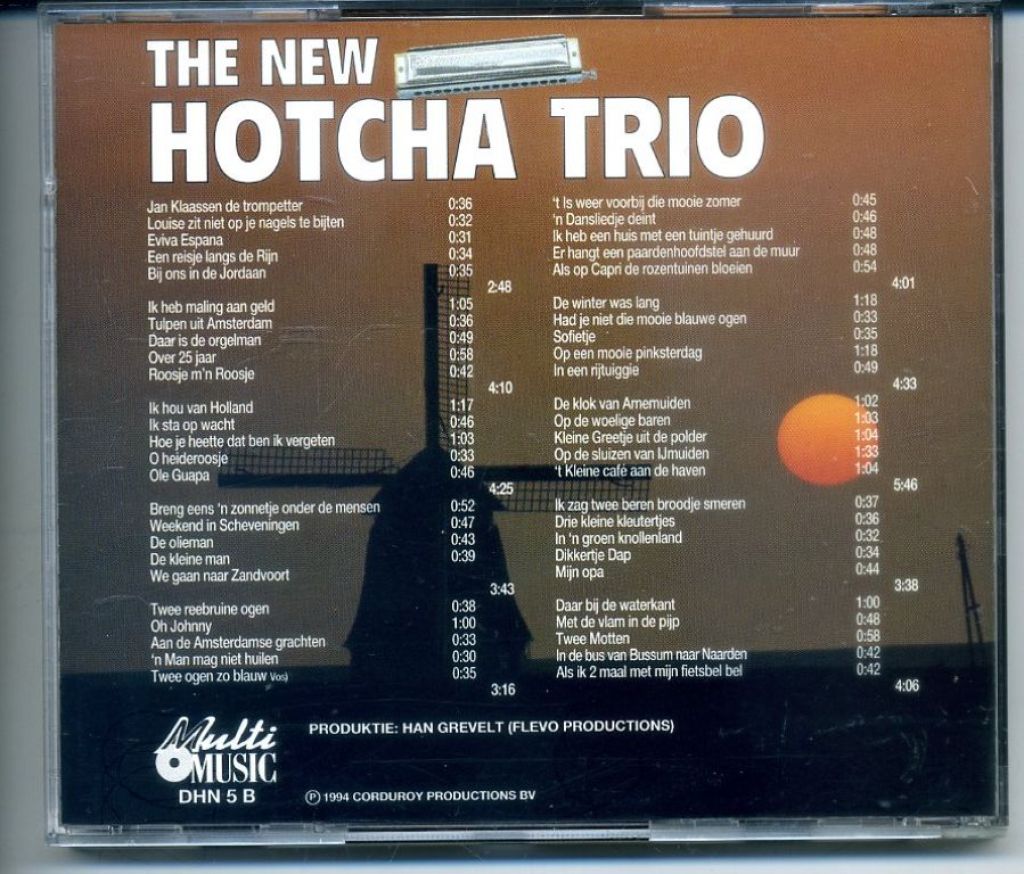 THE NEW
HOTCHA TRIO
Jan Klaassen de trompetter 0:36
Louise zit niet op je nagels te bijten 0:32
Eviva Espana 0:31
Een reisje langs de Rijn 0:34
Bij ons in de Jordaan 0:35
2:48
Ik heb maling aan geld 1:05
Tulpen uit Amsterdam 0:36
Daar is de orgelman 0:49
Over 25 jaar 0:58
Roosje m'n Roosje 0:42
4:10
Ik hou van Holland 1:17
Ik sta op wacht 0:46
Hoe je heette dat ben ik vergeten 1:03
O heideroosje 0:33
Ole Guapa 0:46
4:25
Breng eens 'n zonnetje onder de mensen 0:52
Weekend in Scheveningen 0:47
De olieman 0:43
De kleine man 0:39
We gaan naar Zandvoort
3:43
Twee reebruine ogen 0:38
Oh Johnny 1:00
Aan de Amsterdamse grachten 0:33
'n Man mag niet huilen 0:30
Twee ogen zo blauw Vos) 0:35
3:16
't Is weer voorbij die mooie zomer 0:45
'n Dansliedje deint 0:46
Ik heb een huis met een tuintje gehuurd 0:48
Er hangt een paardenhoofdstel aan de muur 0:48
Als op Capri de rozentuinen bloeien 0:54
4:01
De winter was lang 1:18
Had je niet die mooie blauwe ogen 0:33
Sofietje 0:35
Op een mooie pinksterdag 1:18
In een rijtuiggie 0:49
4:33
De klok van Arnemuiden 1:02
Op de woelige baren 1:03
Kleine Greetje uit de polder 1:04
Op de sluizen van IJmuiden 1:33
't Kleine café aan de haven 1:04
5:46
Ik zag twee beren broodje smeren 0:37
Drie kleine kleutertjes 0:36
In 'n groen knollenland 0:32
Dikkertje Dap 0:34
Mijn opa 0:44
3:38
Daar bij de waterkant 1:00
Met de vlam in de pijp 0:48
Twee Motten 0:58
In de bus van Bussum naar Naarden 0:42
Als ik 2 maal met mijn fietsbel bel 0:42
4:06
Multi
MUSIC
DHN 5 B
PRODUKTIE: HAN GREVELT (FLEVO PRODUCTIONS)
Ⓟ 1994 CORDUROY PRODUCTIONS BV